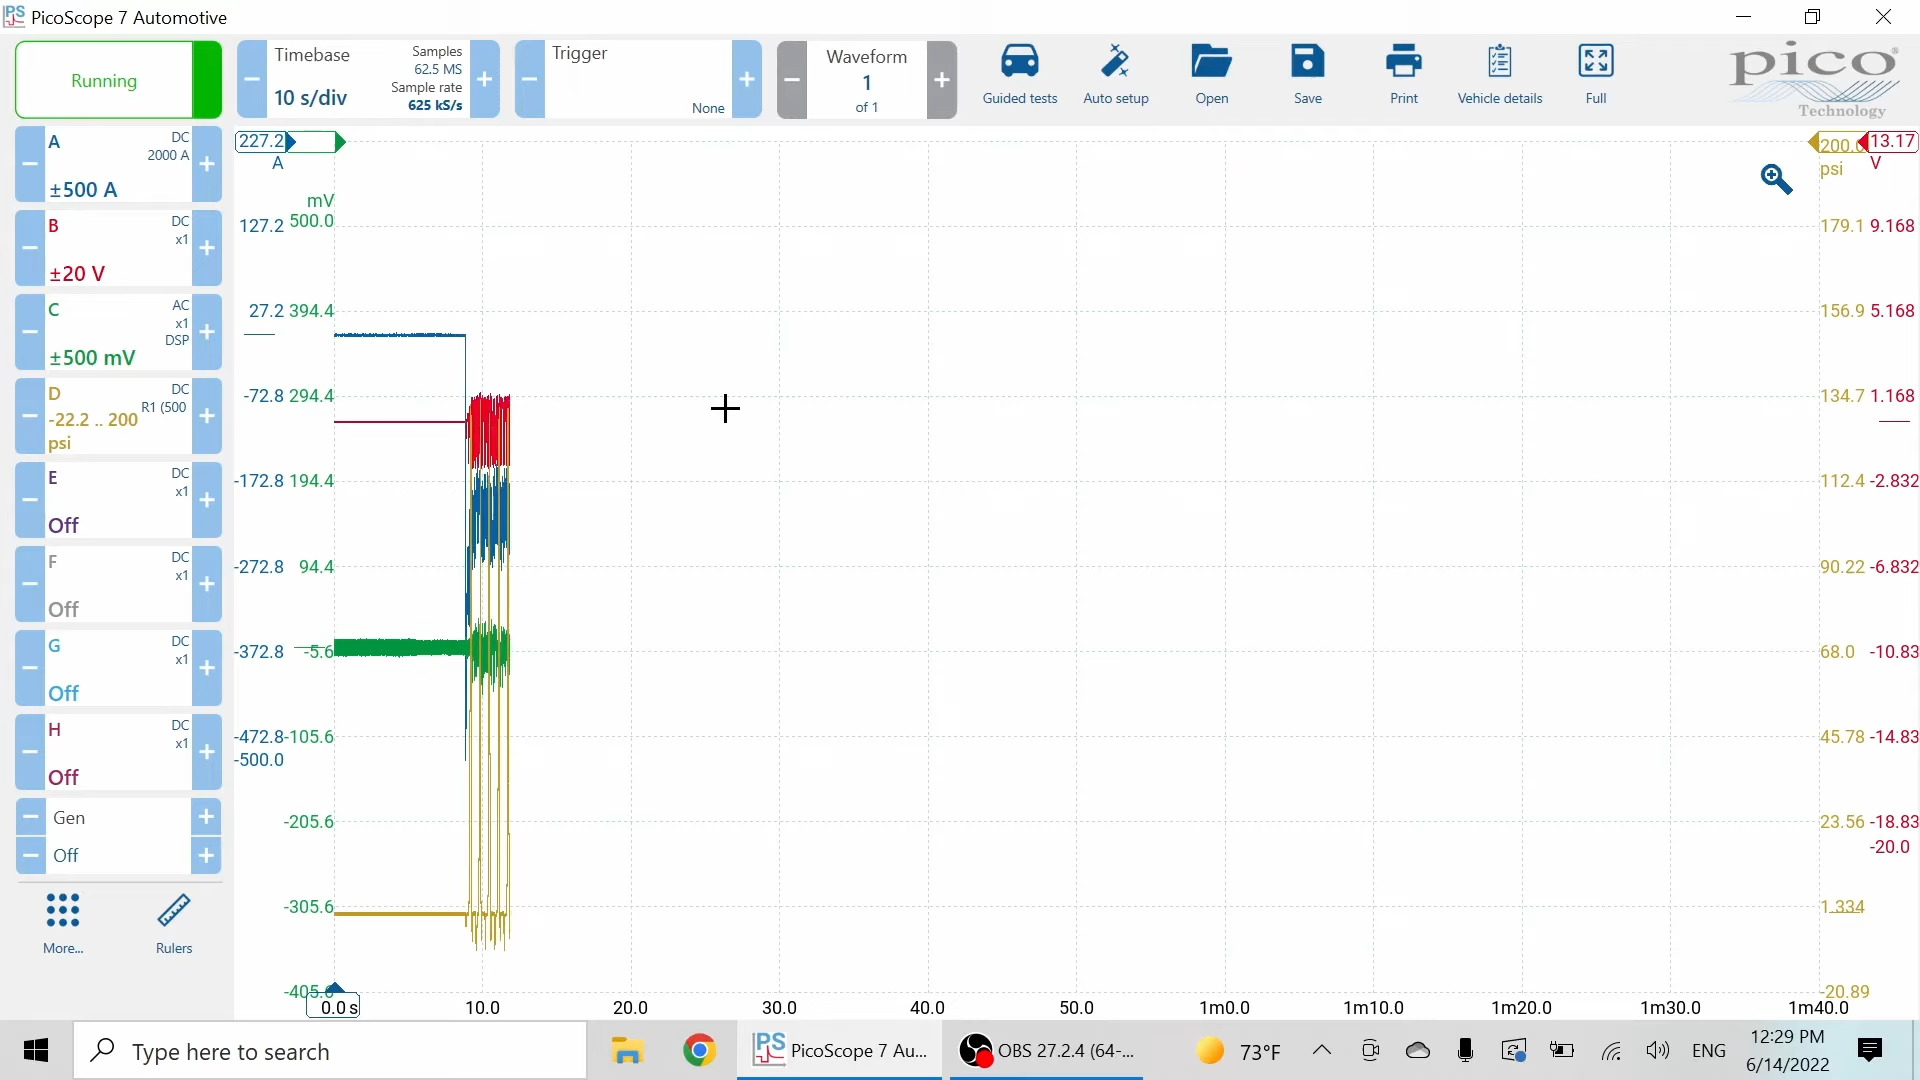 PicoScope 7 Automotive
Running
Timebase
10 s/div
Samples
62.5 MS
Sample rate
625 kS/s
Trigger
None
Waveform
1
of 1
Guided tests
Auto setup
Open
Save
Print
Vehicle details
Full
pico
Technology
A
DC
2000 A
±500 A
B
DC
x1
±20 V
C
AC
x1
DSP
±500 mV
D
DC
R1 (500
-22.2 .. 200
psi
E
DC
x1
Off
F
DC
x1
Off
G
DC
x1
Off
H
DC
x1
Off
Gen
Off
More...
Rulers
227.2
A
127.2
27.2
-72.8
-172.8
-272.8
-372.8
-472.8
-500.0
mV
500.0
394.4
294.4
194.4
94.4
-5.6
-105.6
-205.6
-305.6
-405.6
psi
179.1
156.9
134.7
112.4
90.22
68.0
45.78
23.56
1.334
-20.89
13.17
V
9.168
5.168
1.168
-2.832
-6.832
-10.83
-14.83
-18.83
-20.0
0.0 s
10.0
20.0
30.0
40.0
50.0
1m0.0
1m10.0
1m20.0
1m30.0
1m40.0
Type here to search
PicoScope 7 Au...
OBS 27.2.4 (64-...
73°F
ENG
12:29 PM
6/14/2022